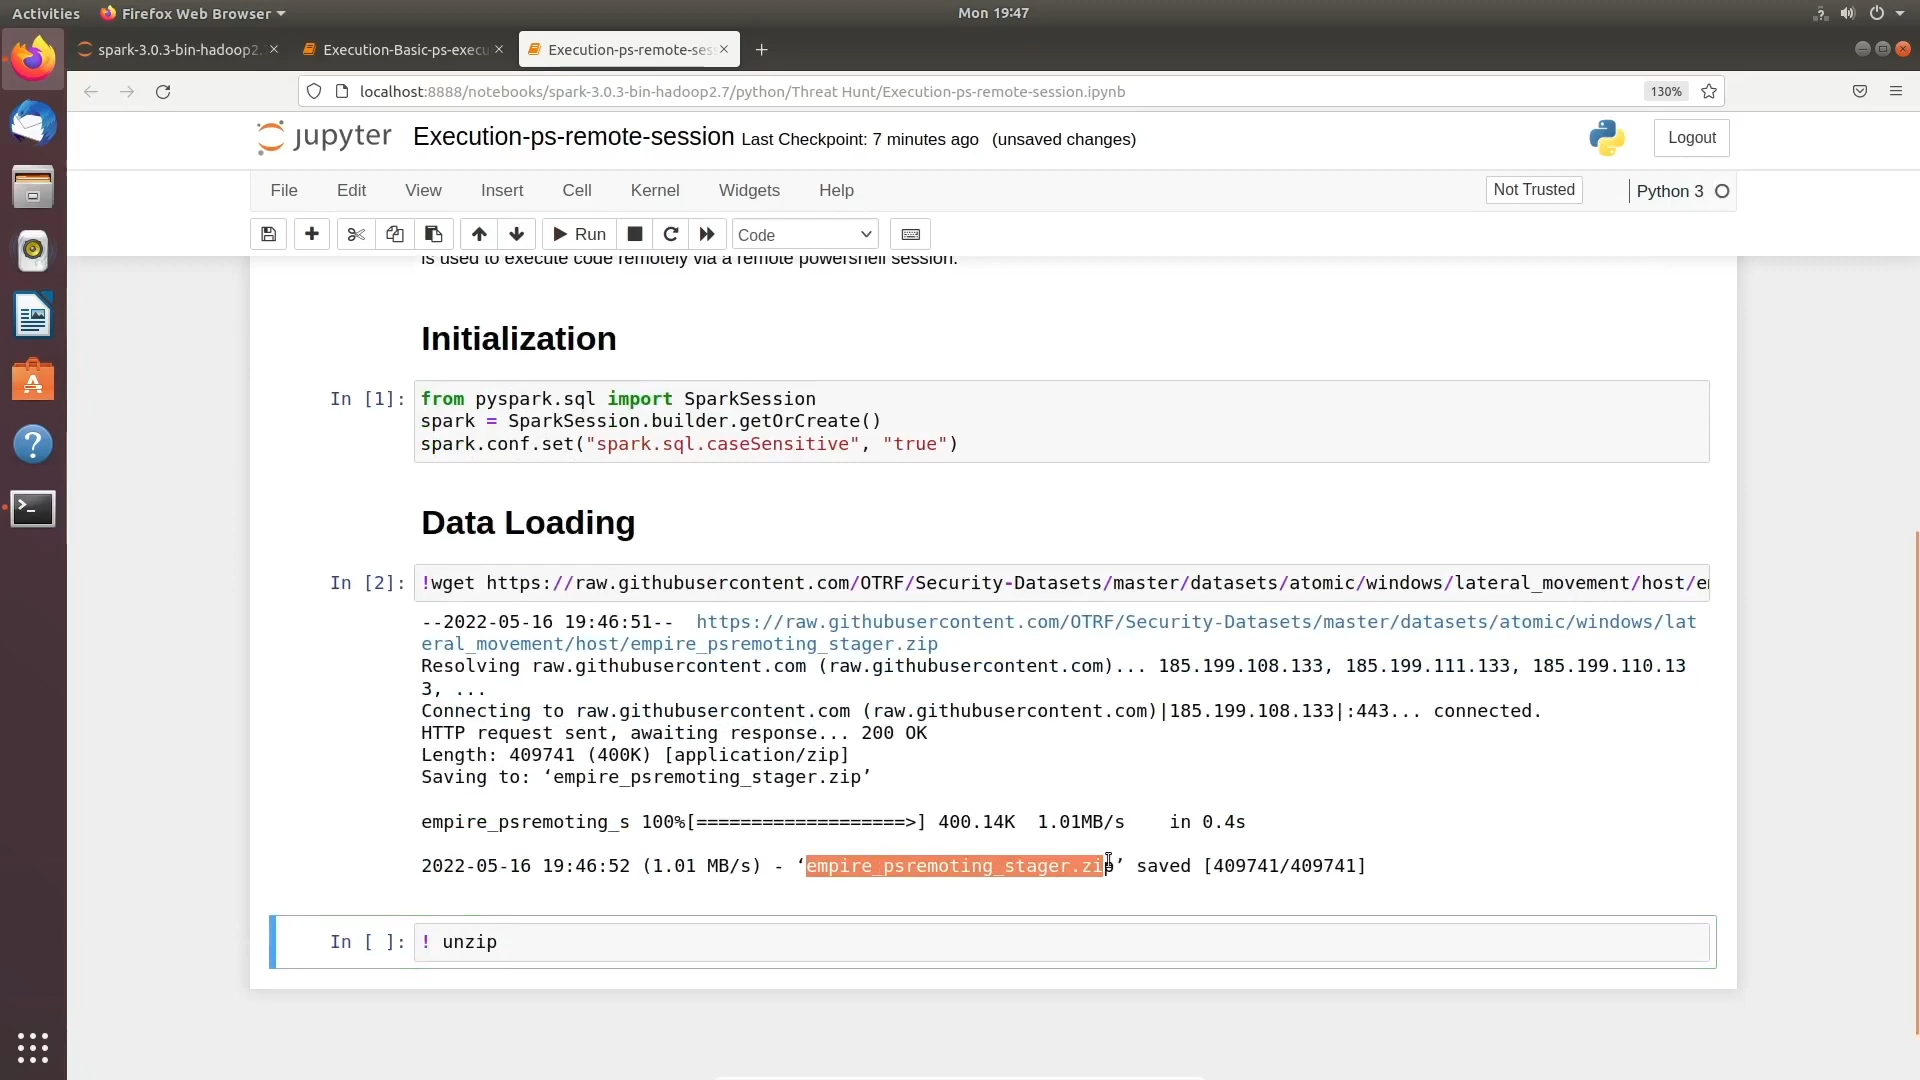 Activities Firefox Web Browser Mon 19:47
spark-3.0.3-bin-hadoop2. Execution-Basic-ps-execu Execution-ps-remote-ses
localhost:8888/notebooks/spark-3.0.3-bin-hadoop2.7/python/Threat Hunt/Execution-ps-remote-session.ipynb 130%
jupyter Execution-ps-remote-session Last Checkpoint: 7 minutes ago (unsaved changes) Logout
File Edit View Insert Cell Kernel Widgets Help Not Trusted Python 3
Run Code
is used to execute code remotely via a remote powershell session.
Initialization
In [1]: from pyspark.sql import SparkSession
spark = SparkSession.builder.getOrCreate()
spark.conf.set("spark.sql.caseSensitive", "true")
Data Loading
In [2]: !wget https://raw.githubusercontent.com/OTRF/Security-Datasets/master/datasets/atomic/windows/lateral_movement/host/e
--2022-05-16 19:46:51-- https://raw.githubusercontent.com/OTRF/Security-Datasets/master/datasets/atomic/windows/lat
eral_movement/host/empire_psremoting_stager.zip
Resolving raw.githubusercontent.com (raw.githubusercontent.com)... 185.199.108.133, 185.199.111.133, 185.199.110.13
3, ...
Connecting to raw.githubusercontent.com (raw.githubusercontent.com)|185.199.108.133|:443... connected.
HTTP request sent, awaiting response... 200 OK
Length: 409741 (400K) [application/zip]
Saving to: ‘empire_psremoting_stager.zip’
empire_psremoting_s 100%[===================>] 400.14K 1.01MB/s in 0.4s
2022-05-16 19:46:52 (1.01 MB/s) - ‘empire_psremoting_stager.zip’ saved [409741/409741]
In [ ]: ! unzip